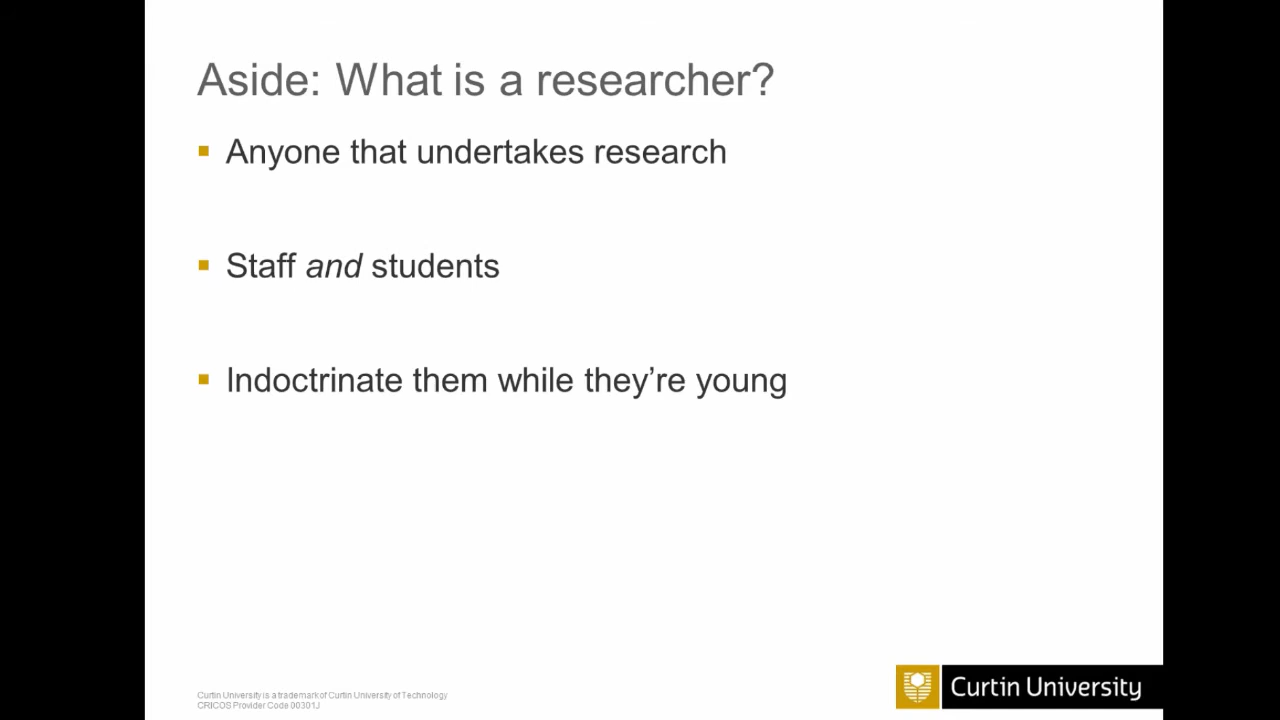 Aside: What is a researcher?
Anyone that undertakes research
Staff and students
Indoctrinate them while they’re young
Curtin University is a trademark of Curtin University of Technology
CRICOS Provider Code 00301J
Curtin University